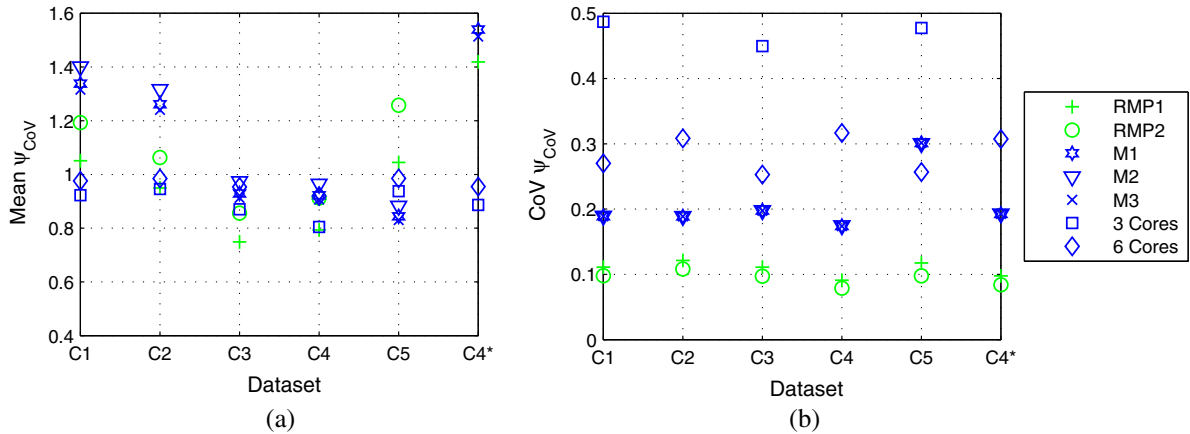 1.6
1.4
1.2
1
0.8
0.6
0.4
Mean ψCoV
C1 C2 C3 C4 C5 C4*
Dataset
(a)
0.5
0.4
0.3
0.2
0.1
0
CoV ψCoV
C1 C2 C3 C4 C5 C4*
Dataset
(b)
RMP1
RMP2
M1
M2
M3
3 Cores
6 Cores